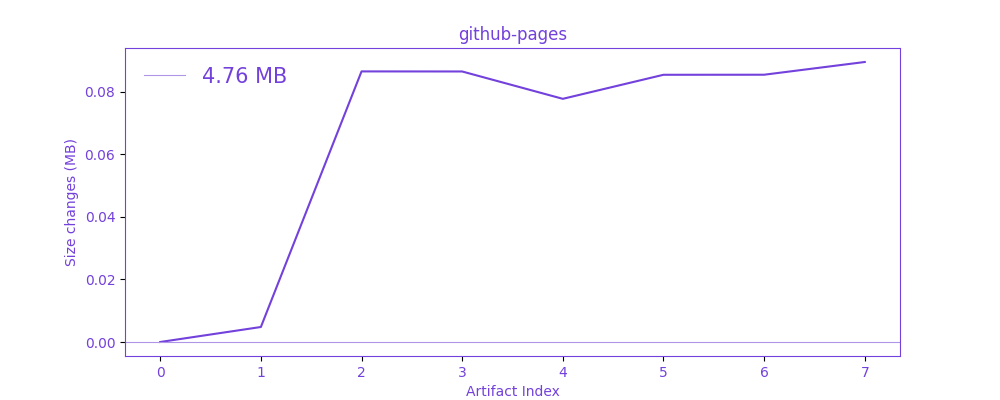 github-pages
4.76 MB
Size changes (MB)
0.08
0.06
0.04
0.02
0.00
0 1 2 3 4 5 6 7
Artifact Index